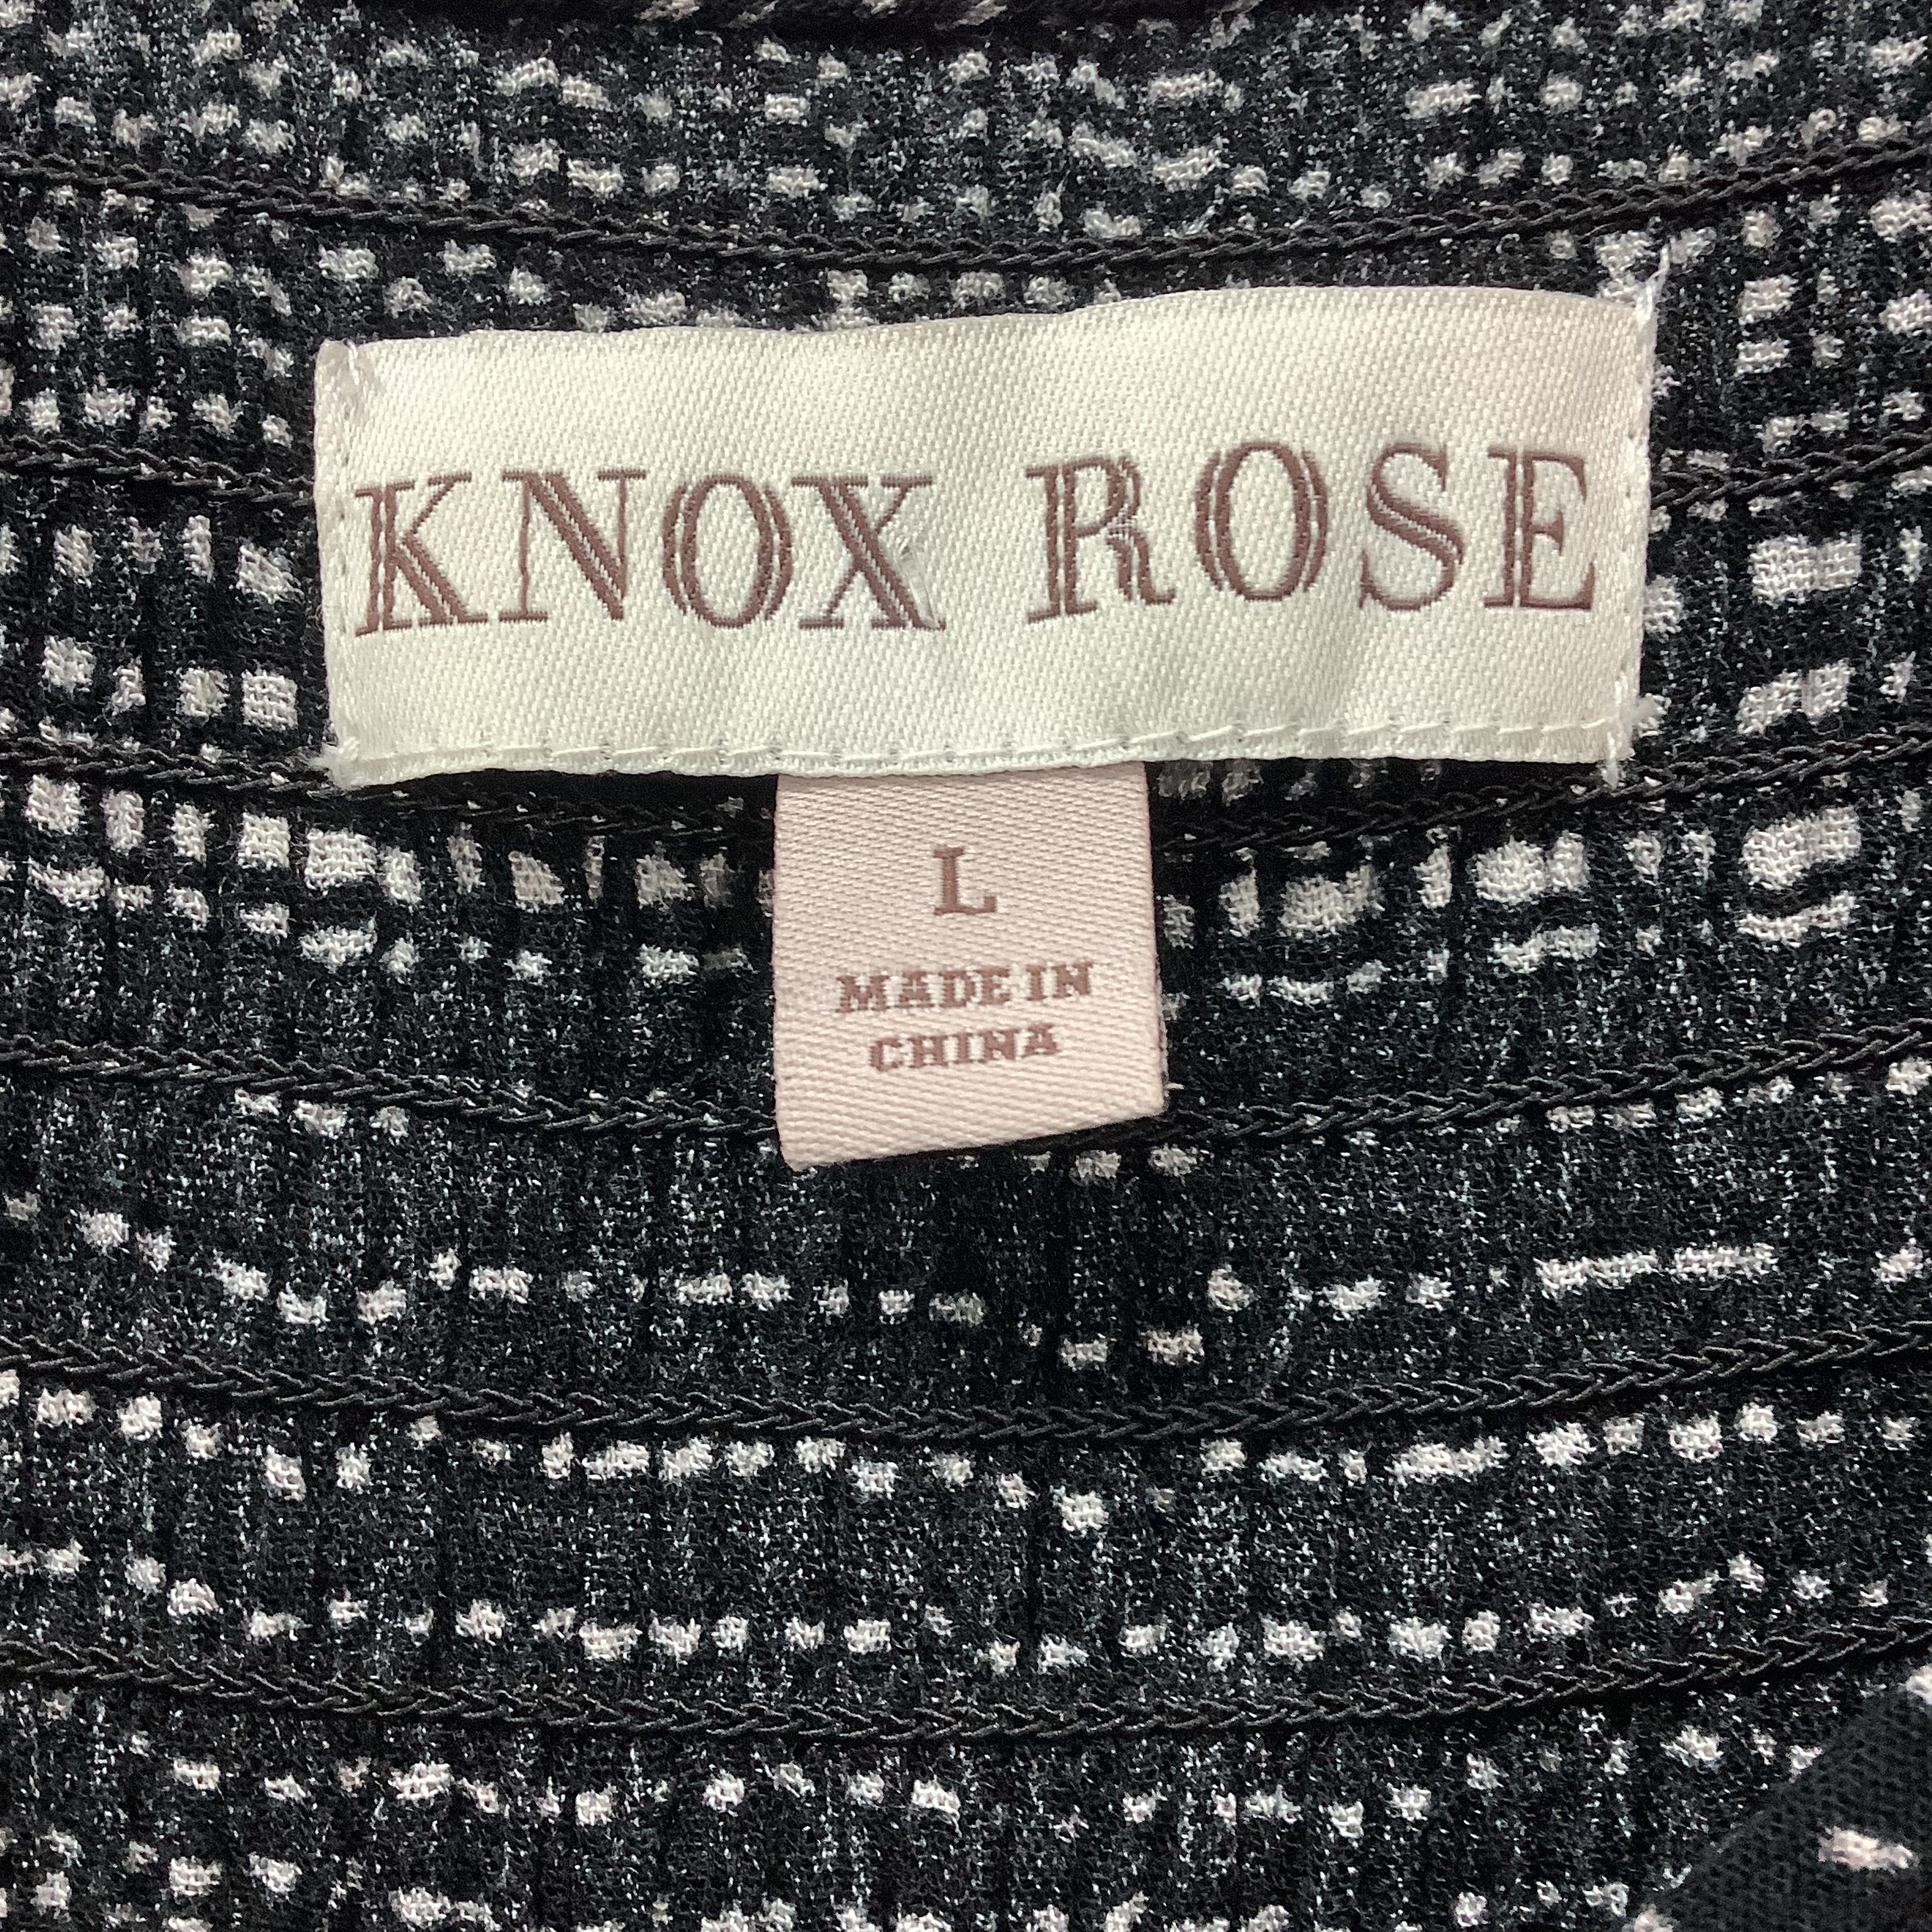 KNOX ROSE
L
MADE IN
CHINA